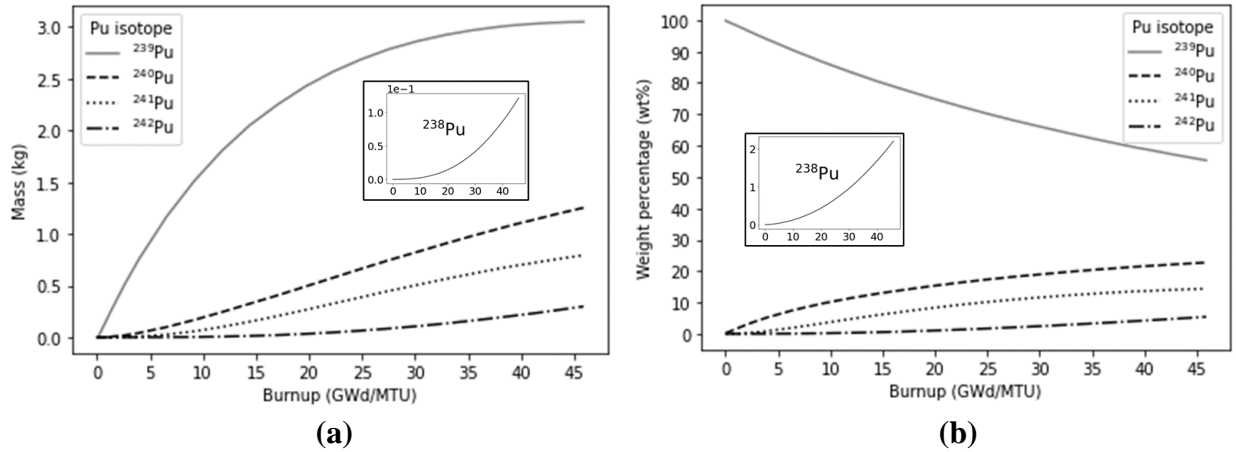 3.0
2.5
2.0
1.5
1.0
0.5
0.0
Mass (kg)
Pu isotope
²³⁹Pu
²⁴⁰Pu
²⁴¹Pu
²⁴²Pu
1e−1
1.0
0.5
0.0
²³⁸Pu
0 10 20 30 40
0 5 10 15 20 25 30 35 40 45
Burnup (GWd/MTU)
(a)
100
90
80
70
60
50
40
30
20
10
0
Weight percentage (wt%)
Pu isotope
²³⁹Pu
²⁴⁰Pu
²⁴¹Pu
²⁴²Pu
2
1
0
²³⁸Pu
0 10 20 30 40
0 5 10 15 20 25 30 35 40 45
Burnup (GWd/MTU)
(b)